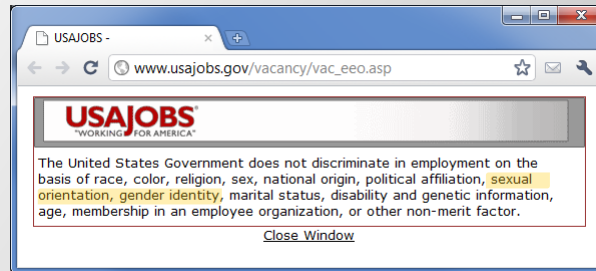 USAJOBS -
www.usajobs.gov/vacancy/vac_eeo.asp
USAJOBS
"WORKING FOR AMERICA"
The United States Government does not discriminate in employment on the
basis of race, color, religion, sex, national origin, political affiliation, sexual
orientation, gender identity, marital status, disability and genetic information,
age, membership in an employee organization, or other non-merit factor.
Close Window